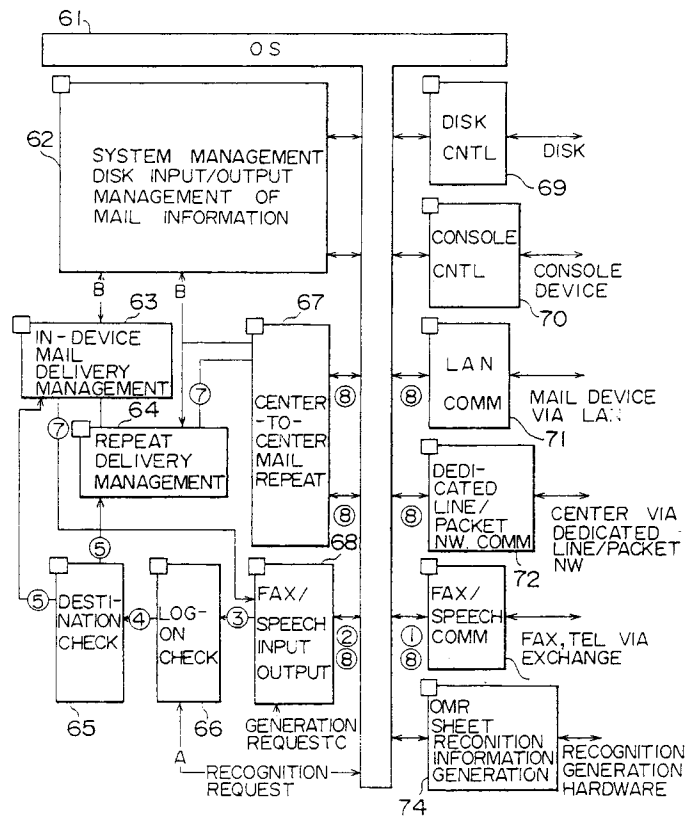 61
OS
62
SYSTEM MANAGEMENT
DISK INPUT/OUTPUT
MANAGEMENT OF
MAIL INFORMATION
DISK
CNTL
DISK
69
CONSOLE
CNTL
CONSOLE
DEVICE
70
B
B
63
IN-DEVICE
MAIL
DELIVERY
MANAGEMENT
67
CENTER
-TO-
CENTER
MAIL
REPEAT
⑦
⑦
64
REPEAT
DELIVERY
MANAGEMENT
⑧
⑧
LAN
COMM
MAIL DEVICE
VIA LAN
71
⑧
⑧
DEDI-
CATED
LINE/
PACKET
NW. COMM
72
CENTER VIA
DEDICATED
LINE/PACKET
NW
⑤
⑤
DESTI-
NATION
CHECK
65
④
LOG-
ON
CHECK
66
③
68
FAX/
SPEECH
INPUT
OUTPUT
②
⑧
①
⑧
FAX/
SPEECH
COMM
FAX, TEL VIA
EXCHANGE
GENERATION
REQUESTC
A
RECOGNITION
REQUEST
OMR
SHEET
RECONITION
INFORMATION
GENERATION
74
RECOGNITION
GENERATION
HARDWARE